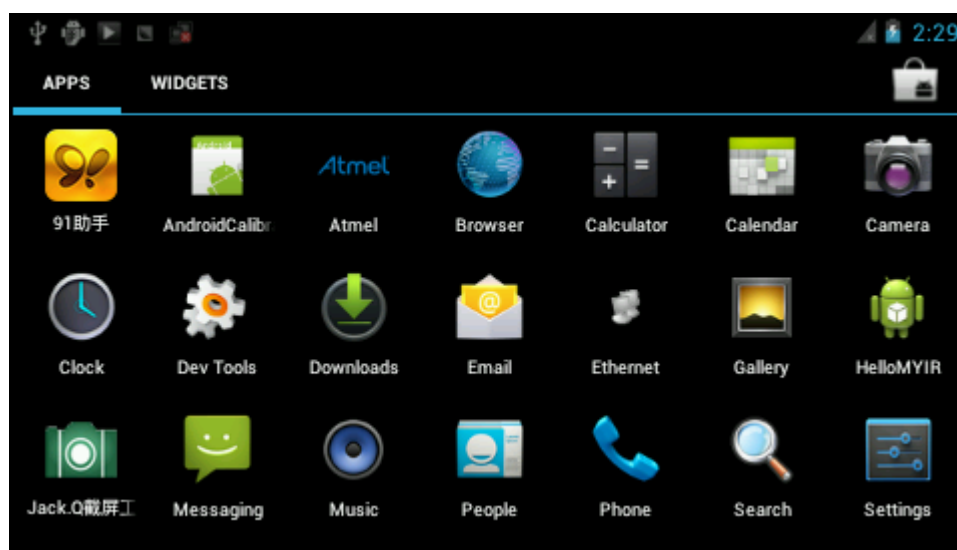 2:29
APPS WIDGETS
Atmel
91助手 AndroidCalibr Atmel Browser Calculator Calendar Camera
Clock Dev Tools Downloads Email Ethernet Gallery HelloMYIR
Jack.Q截屏工 Messaging Music People Phone Search Settings